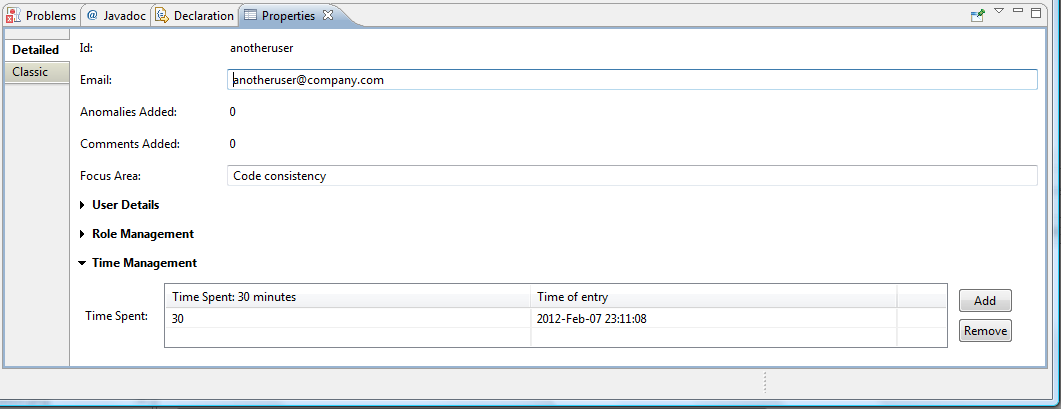 Problems @ Javadoc Declaration Properties
Detailed
Classic
Id: anotheruser
Email: anotheruser@company.com
Anomalies Added: 0
Comments Added: 0
Focus Area: Code consistency
User Details
Role Management
Time Management
Time Spent: 30 minutes Time of entry
Time Spent: 30 2012-Feb-07 23:11:08
Add
Remove